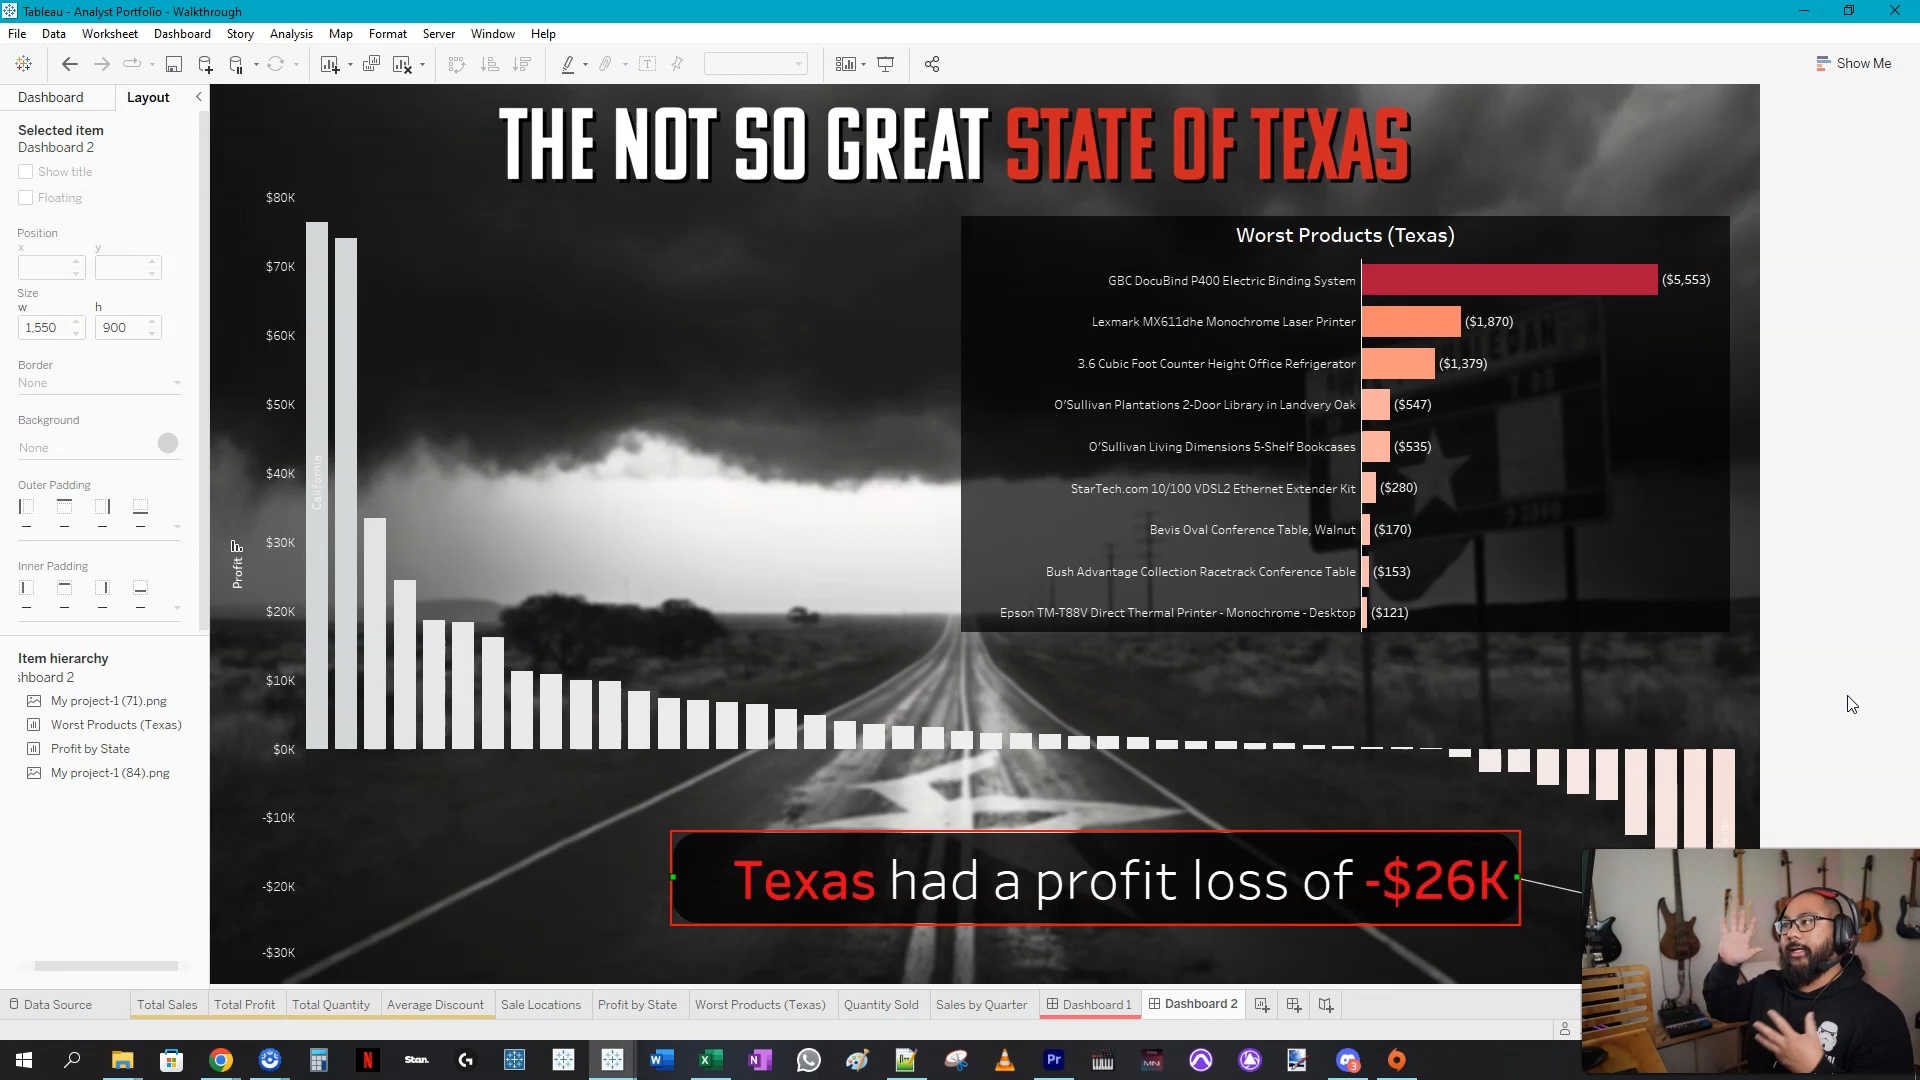 Tableau - Analyst Portfolio - Walkthrough
File Data Worksheet Dashboard Story Analysis Map Format Server Window Help
Show Me
Dashboard Layout
Selected item
Dashboard 2
Show title
Floating
Position
x y
Size
w h
1,550 900
Border
None
Background
None
Outer Padding
Inner Padding
Item hierarchy
shboard 2
My project-1 (71).png
Worst Products (Texas)
Profit by State
My project-1 (84).png
THE NOT SO GREAT STATE OF TEXAS
$80K
$70K
$60K
$50K
$40K
$30K
$20K
$10K
$0K
-$10K
-$20K
-$30K
Profit
California
Worst Products (Texas)
GBC DocuBind P400 Electric Binding System ($5,553)
Lexmark MX611dhe Monochrome Laser Printer ($1,870)
3.6 Cubic Foot Counter Height Office Refrigerator ($1,379)
O'Sullivan Plantations 2-Door Library in Landvery Oak ($547)
O'Sullivan Living Dimensions 5-Shelf Bookcases ($535)
StarTech.com 10/100 VDSL2 Ethernet Extender Kit ($280)
Bevis Oval Conference Table, Walnut ($170)
Bush Advantage Collection Racetrack Conference Table ($153)
Epson TM-T88V Direct Thermal Printer - Monochrome - Desktop ($121)
Texas had a profit loss of -$26K
Data Source Total Sales Total Profit Total Quantity Average Discount Sale Locations Profit by State Worst Products (Texas) Quantity Sold Sales by Quarter Dashboard 1 Dashboard 2
Stan.